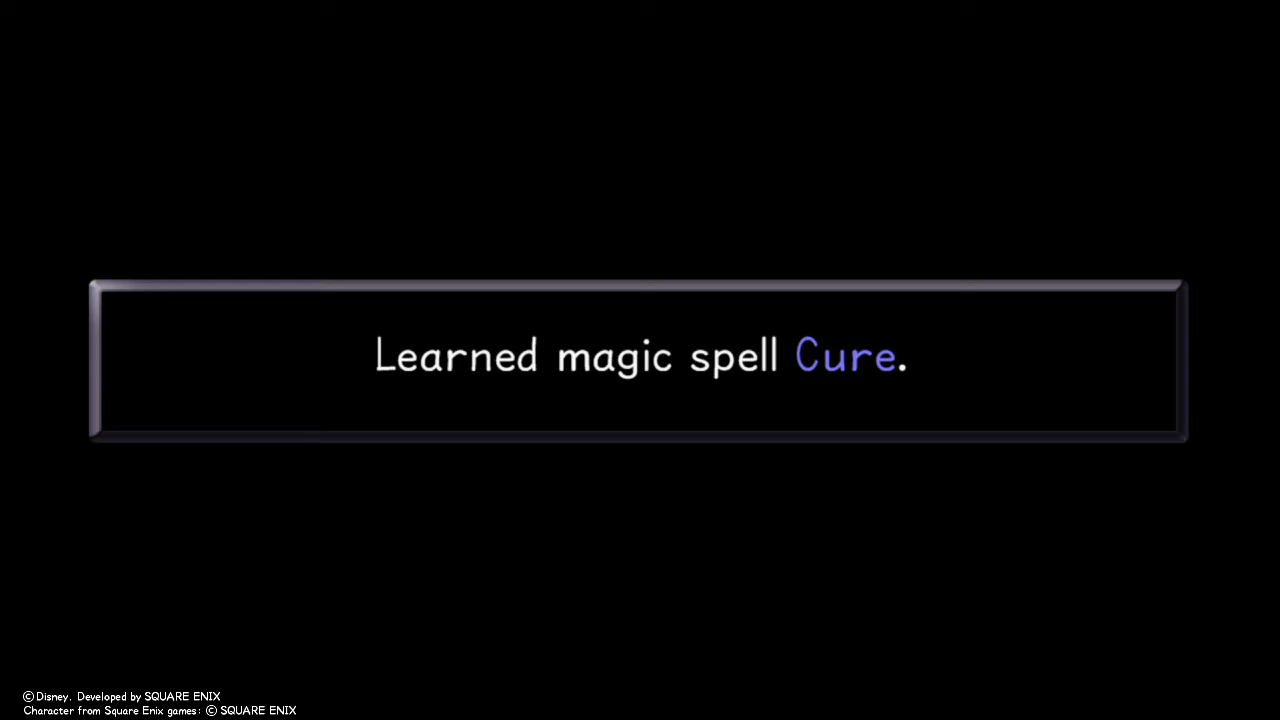 Learned magic spell Cure.
©Disney. Developed by SQUARE ENIX
Character from Square Enix games: © SQUARE ENIX